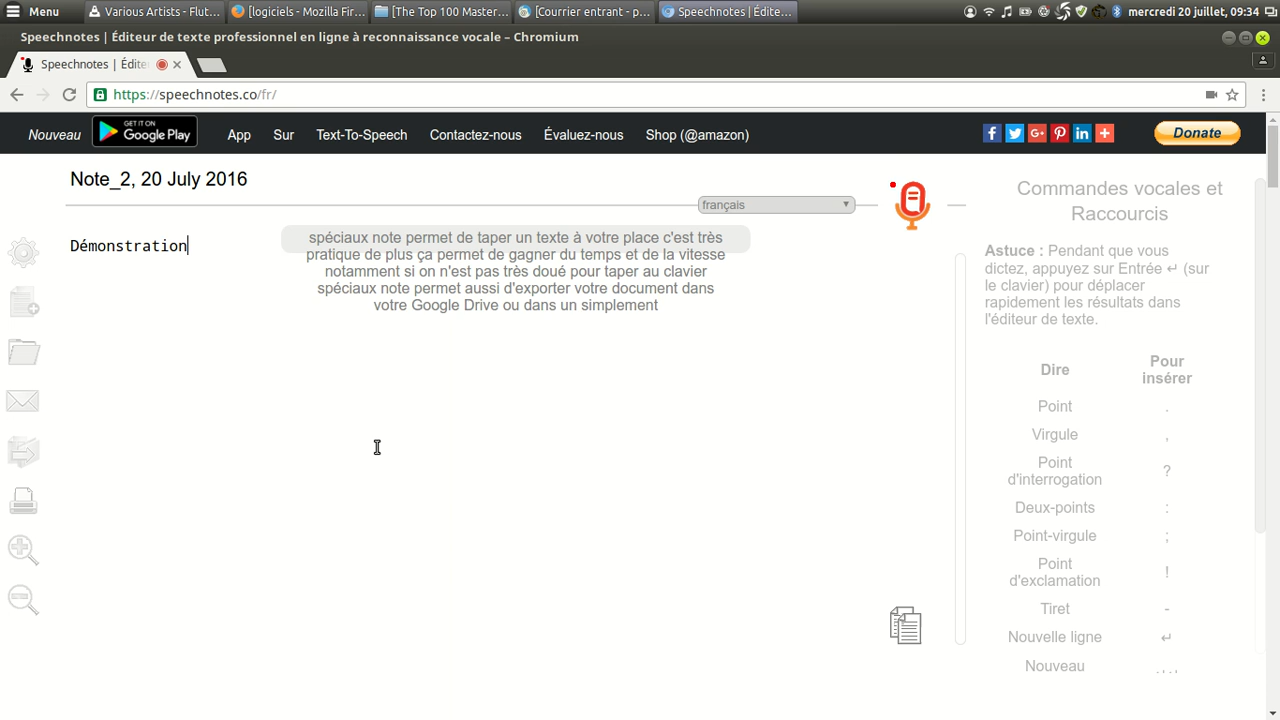 Menu
Various Artists - Flut...
[logiciels - Mozilla Fir...
[The Top 100 Master...
[Courrier entrant - p...
Speechnotes | Édite...
mercredi 20 juillet, 09:34
Speechnotes | Éditeur de texte professionnel en ligne à reconnaissance vocale – Chromium
Speechnotes | Édite
https://speechnotes.co/fr/
Nouveau
GET IT ON
Google Play
App
Sur
Text-To-Speech
Contactez-nous
Évaluez-nous
Shop (@amazon)
Donate
Note_2, 20 July 2016
français
Démonstration
spéciaux note permet de taper un texte à votre place c'est très
pratique de plus ça permet de gagner du temps et de la vitesse
notamment si on n'est pas très doué pour taper au clavier
spéciaux note permet aussi d'exporter votre document dans
votre Google Drive ou dans un simplement
Commandes vocales et
Raccourcis
Astuce : Pendant que vous
dictez, appuyez sur Entrée ↵ (sur
le clavier) pour déplacer
rapidement les résultats dans
l'éditeur de texte.
Dire
Pour
insérer
Point .
Virgule ,
Point
d'interrogation ?
Deux-points :
Point-virgule ;
Point
d'exclamation !
Tiret -
Nouvelle ligne ↵
Nouveau